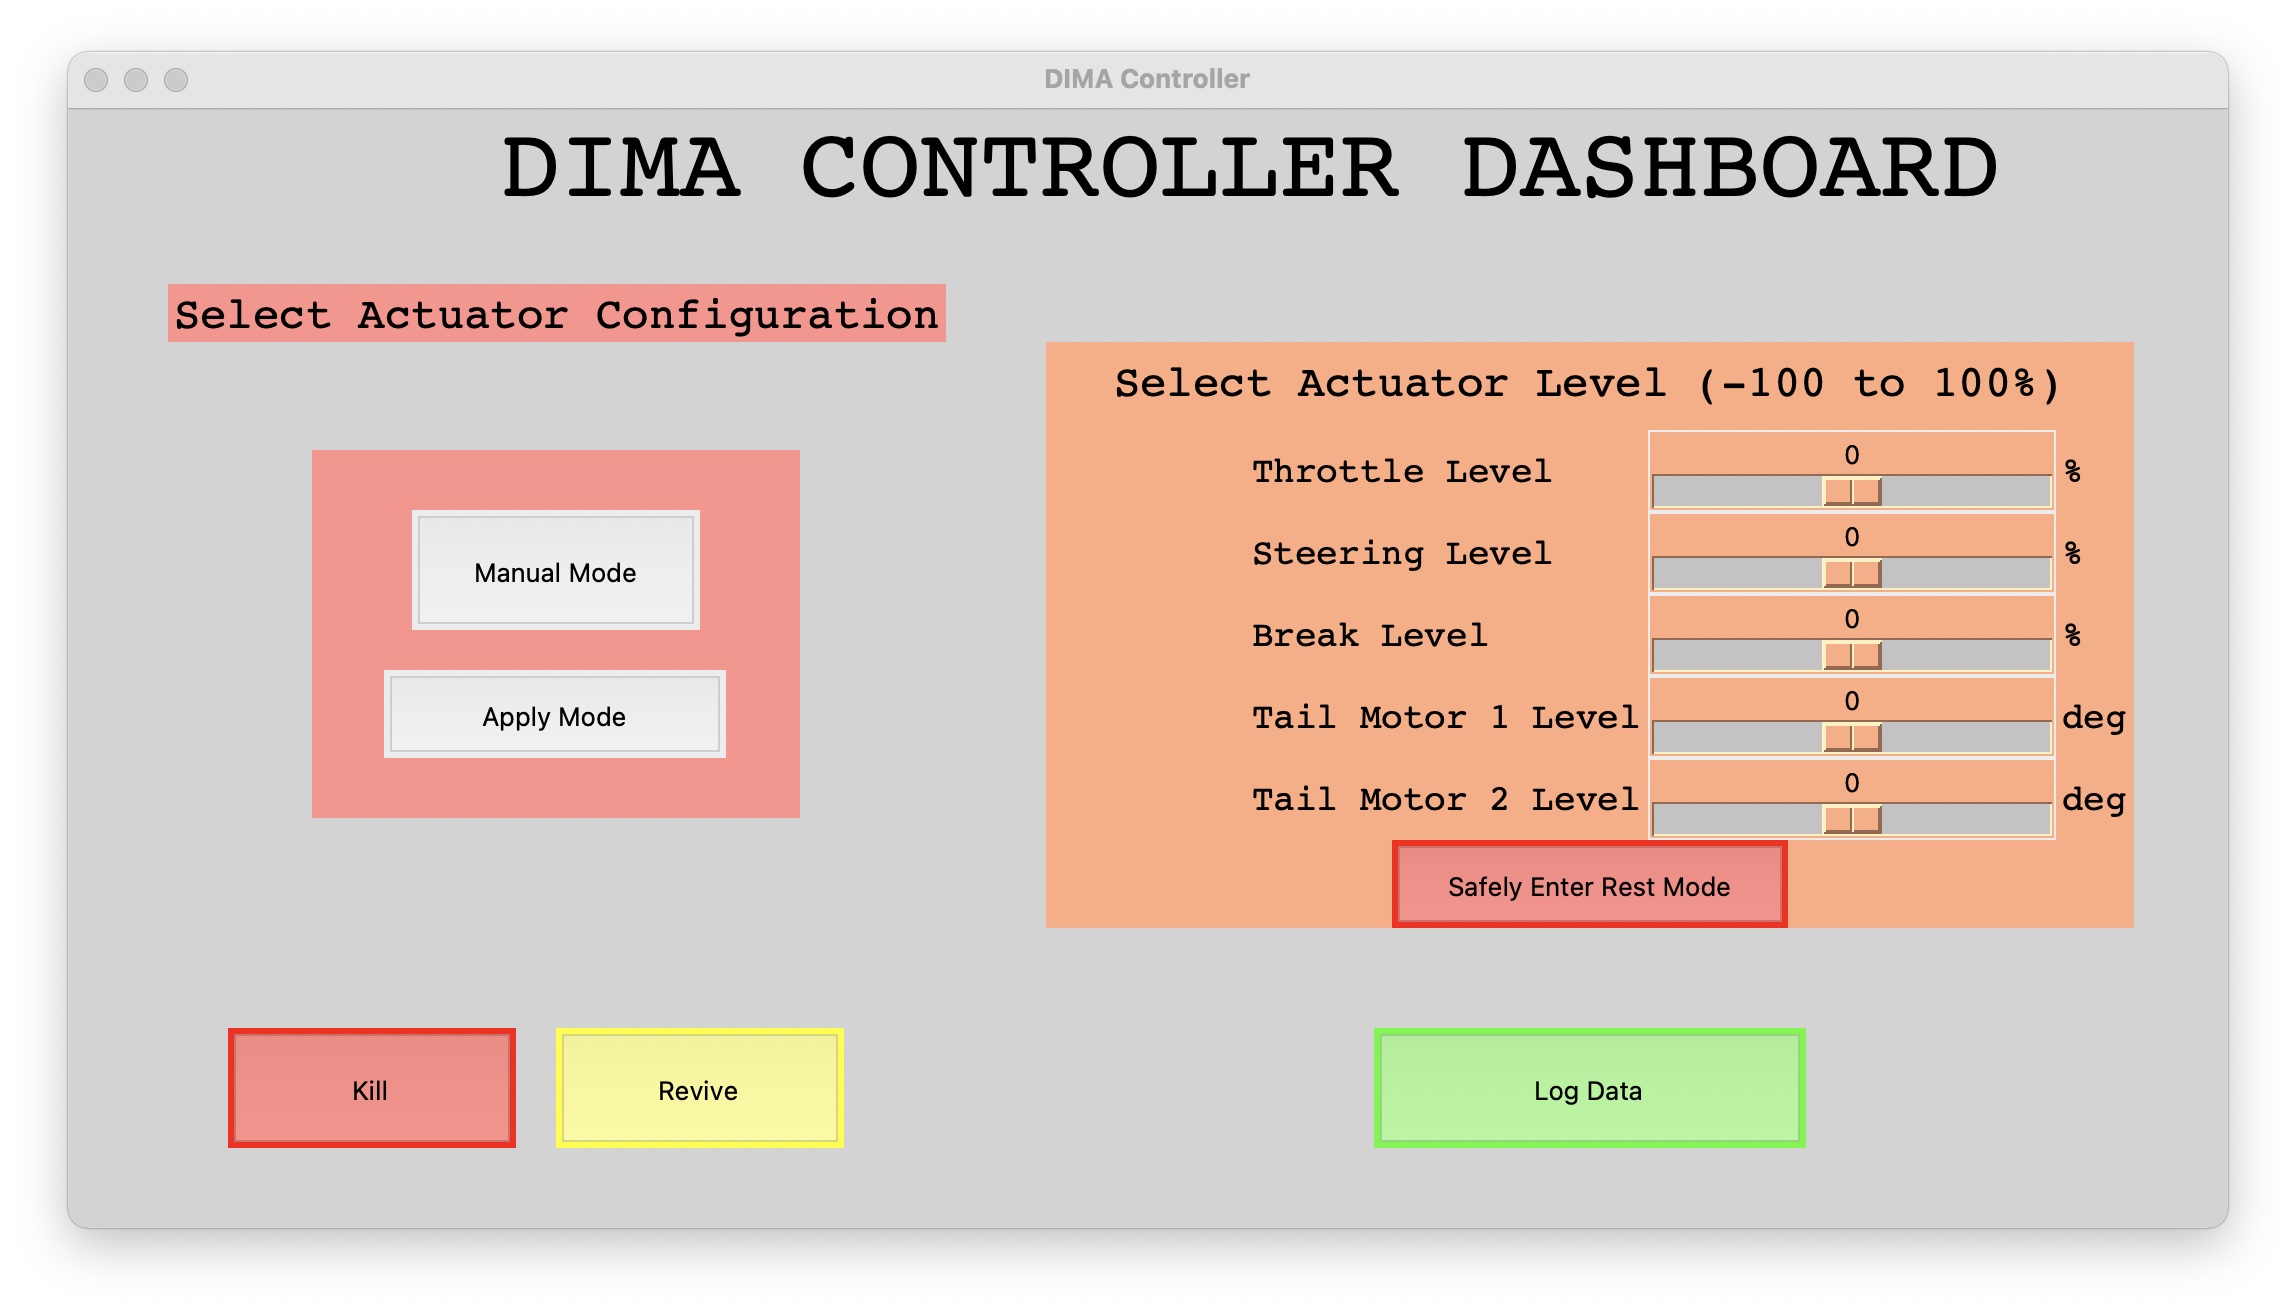 DIMA Controller
DIMA CONTROLLER DASHBOARD
Select Actuator Configuration
Manual Mode
Apply Mode
Select Actuator Level (-100 to 100%)
Throttle Level 0 %
Steering Level 0 %
Break Level 0 %
Tail Motor 1 Level 0 deg
Tail Motor 2 Level 0 deg
Safely Enter Rest Mode
Kill
Revive
Log Data